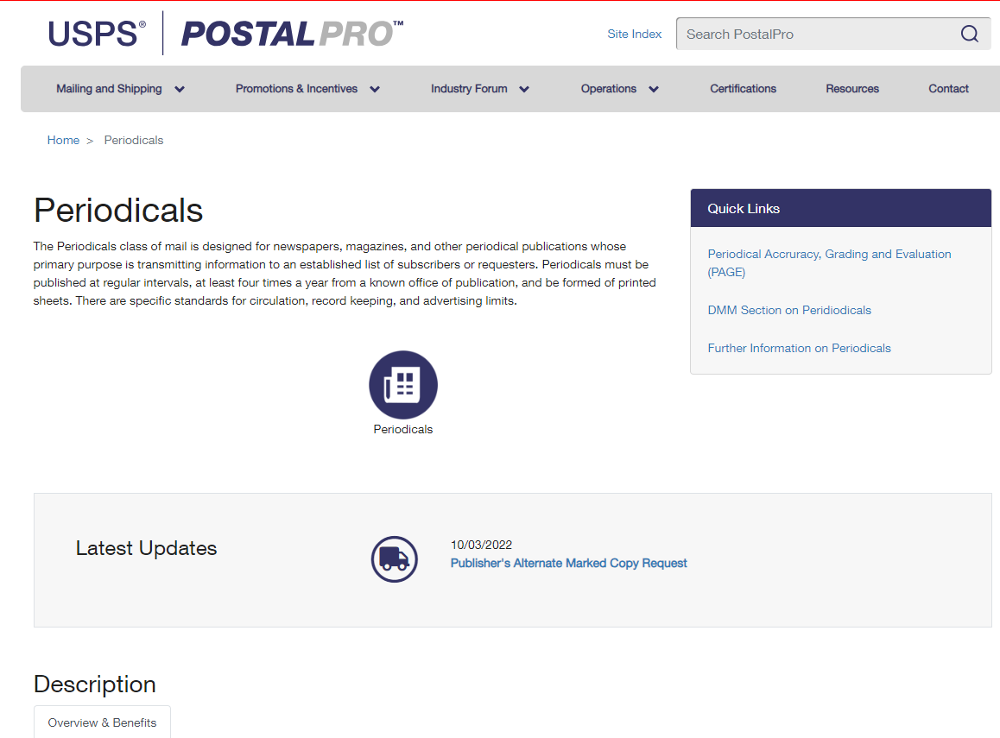 USPS® POSTALPRO™
Site Index
Search PostalPro
Mailing and Shipping
Promotions & Incentives
Industry Forum
Operations
Certifications
Resources
Contact
Home > Periodicals
Periodicals
The Periodicals class of mail is designed for newspapers, magazines, and other periodical publications whose
primary purpose is transmitting information to an established list of subscribers or requesters. Periodicals must be
published at regular intervals, at least four times a year from a known office of publication, and be formed of printed
sheets. There are specific standards for circulation, record keeping, and advertising limits.
Periodicals
Quick Links
Periodical Accruracy, Grading and Evaluation
(PAGE)
DMM Section on Peridiodicals
Further Information on Periodicals
Latest Updates
10/03/2022
Publisher's Alternate Marked Copy Request
Description
Overview & Benefits